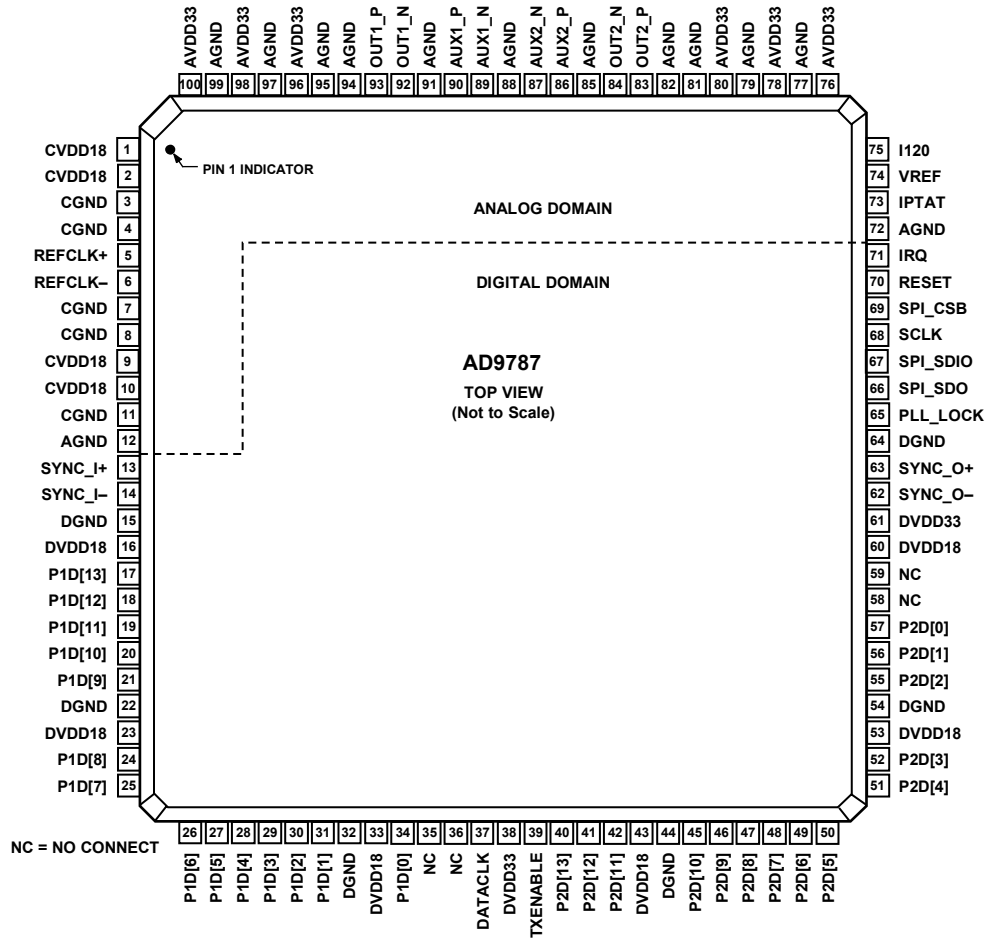 AVDD33
AGND
AVDD33
AGND
AVDD33
AGND
AGND
OUT1_P
OUT1_N
AGND
AUX1_P
AUX1_N
AGND
AUX2_N
AUX2_P
AGND
OUT2_N
OUT2_P
AGND
AGND
AVDD33
AGND
AVDD33
AGND
AVDD33
100 99 98 97 96 95 94 93 92 91 90 89 88 87 86 85 84 83 82 81 80 79 78 77 76
CVDD18 1
CVDD18 2
CGND 3
CGND 4
REFCLK+ 5
REFCLK– 6
CGND 7
CGND 8
CVDD18 9
CVDD18 10
CGND 11
AGND 12
SYNC_I+ 13
SYNC_I– 14
DGND 15
DVDD18 16
P1D[13] 17
P1D[12] 18
P1D[11] 19
P1D[10] 20
P1D[9] 21
DGND 22
DVDD18 23
P1D[8] 24
P1D[7] 25
PIN 1 INDICATOR
ANALOG DOMAIN
DIGITAL DOMAIN
AD9787
TOP VIEW
(Not to Scale)
75 I120
74 VREF
73 IPTAT
72 AGND
71 IRQ
70 RESET
69 SPI_CSB
68 SCLK
67 SPI_SDIO
66 SPI_SDO
65 PLL_LOCK
64 DGND
63 SYNC_O+
62 SYNC_O–
61 DVDD33
60 DVDD18
59 NC
58 NC
57 P2D[0]
56 P2D[1]
55 P2D[2]
54 DGND
53 DVDD18
52 P2D[3]
51 P2D[4]
26 27 28 29 30 31 32 33 34 35 36 37 38 39 40 41 42 43 44 45 46 47 48 49 50
NC = NO CONNECT
P1D[6]
P1D[5]
P1D[4]
P1D[3]
P1D[2]
P1D[1]
DGND
DVDD18
P1D[0]
NC
NC
DATACLK
DVDD33
TXENABLE
P2D[13]
P2D[12]
P2D[11]
DVDD18
DGND
P2D[10]
P2D[9]
P2D[8]
P2D[7]
P2D[6]
P2D[5]